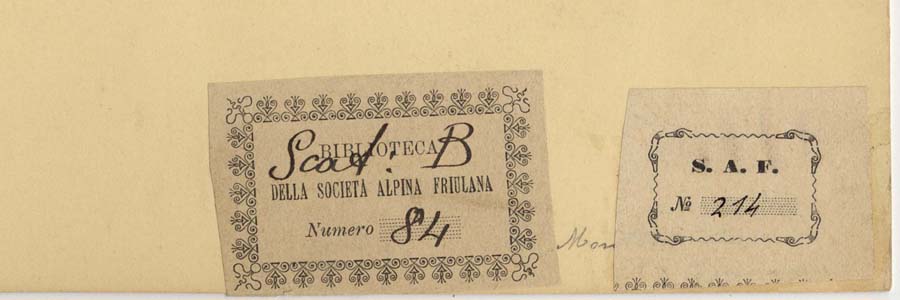 BIBLIOTECA
Scat. B
DELLA SOCIETÀ ALPINA FRIULANA
Numero 84
S. A. F.
№ 214